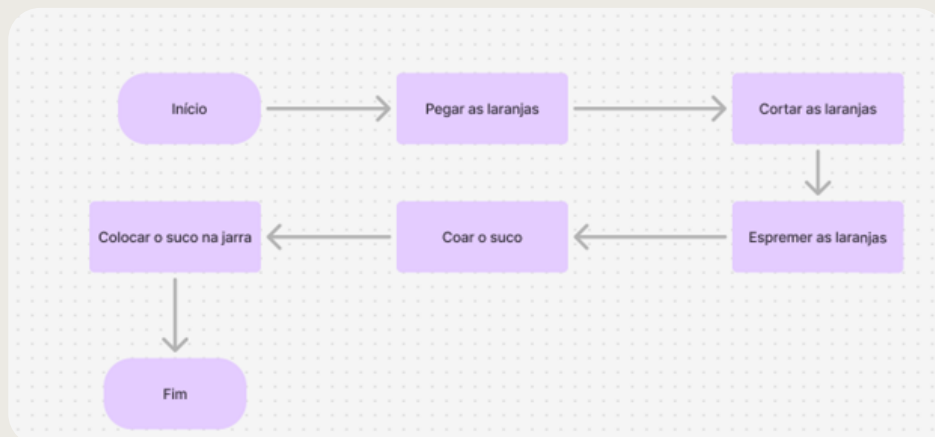 Início
Pegar as laranjas
Cortar as laranjas
Espremer as laranjas
Coar o suco
Colocar o suco na jarra
Fim